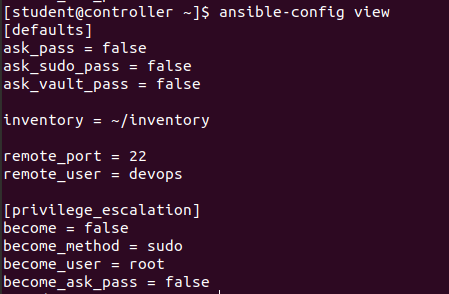 [student@controller ~]$ ansible-config view
[defaults]
ask_pass = false
ask_sudo_pass = false
ask_vault_pass = false
inventory = ~/inventory
remote_port = 22
remote_user = devops
[privilege_escalation]
become = false
become_method = sudo
become_user = root
become_ask_pass = false